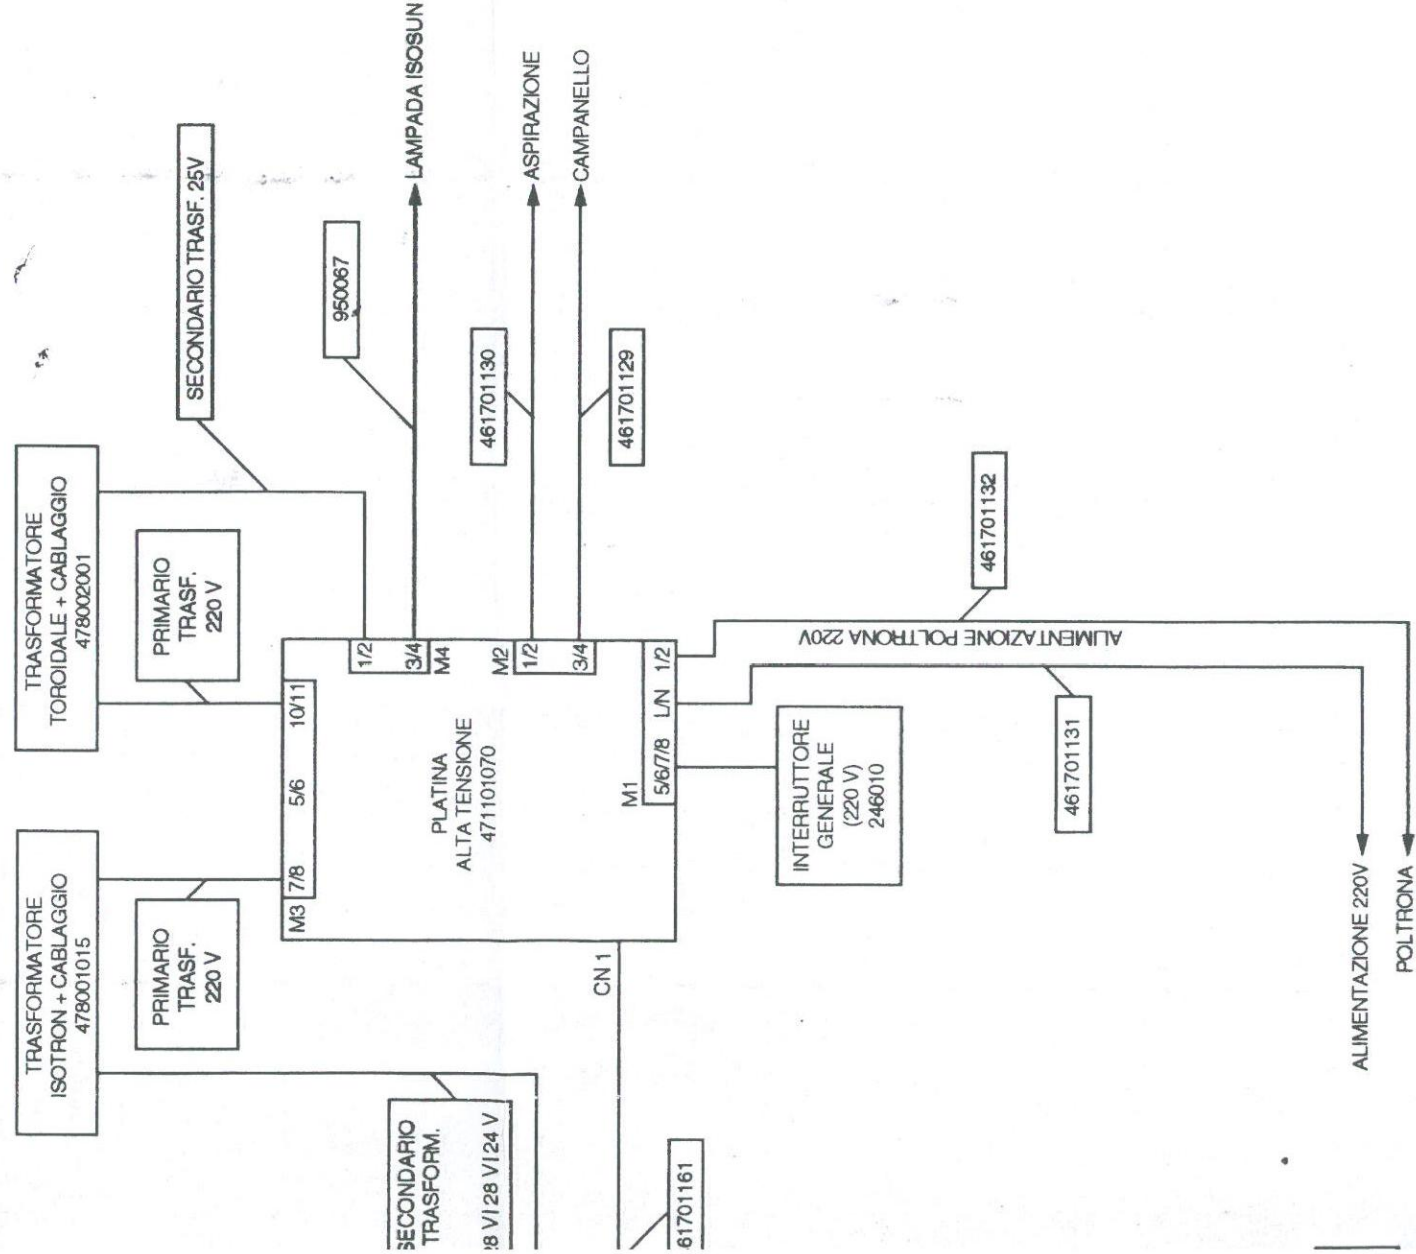 TRASFORMATORE
ISOTRON + CABLAGGIO
478001015
TRASFORMATORE
TOROIDALE + CABLAGGIO
478002001
PRIMARIO
TRASF.
220 V
PRIMARIO
TRASF.
220 V
SECONDARIO TRASF. 25V
M3
7/8
5/6
10/11
1/2
3/4
M4
950067
LAMPADA ISOSUN
SECONDARIO
TRASFORM.
28 V
24 V
PLATINA
ALTA TENSIONE
471101070
M2
1/2
3/4
461701130
ASPIRAZIONE
CAMPANELLO
461701129
CN 1
M1
5/6/7/8
L/N
1/2
61701161
INTERRUTTORE
GENERALE
(220 V)
246010
ALIMENTAZIONE POLTRONA 220V
461701132
461701131
ALIMENTAZIONE 220V
POLTRONA